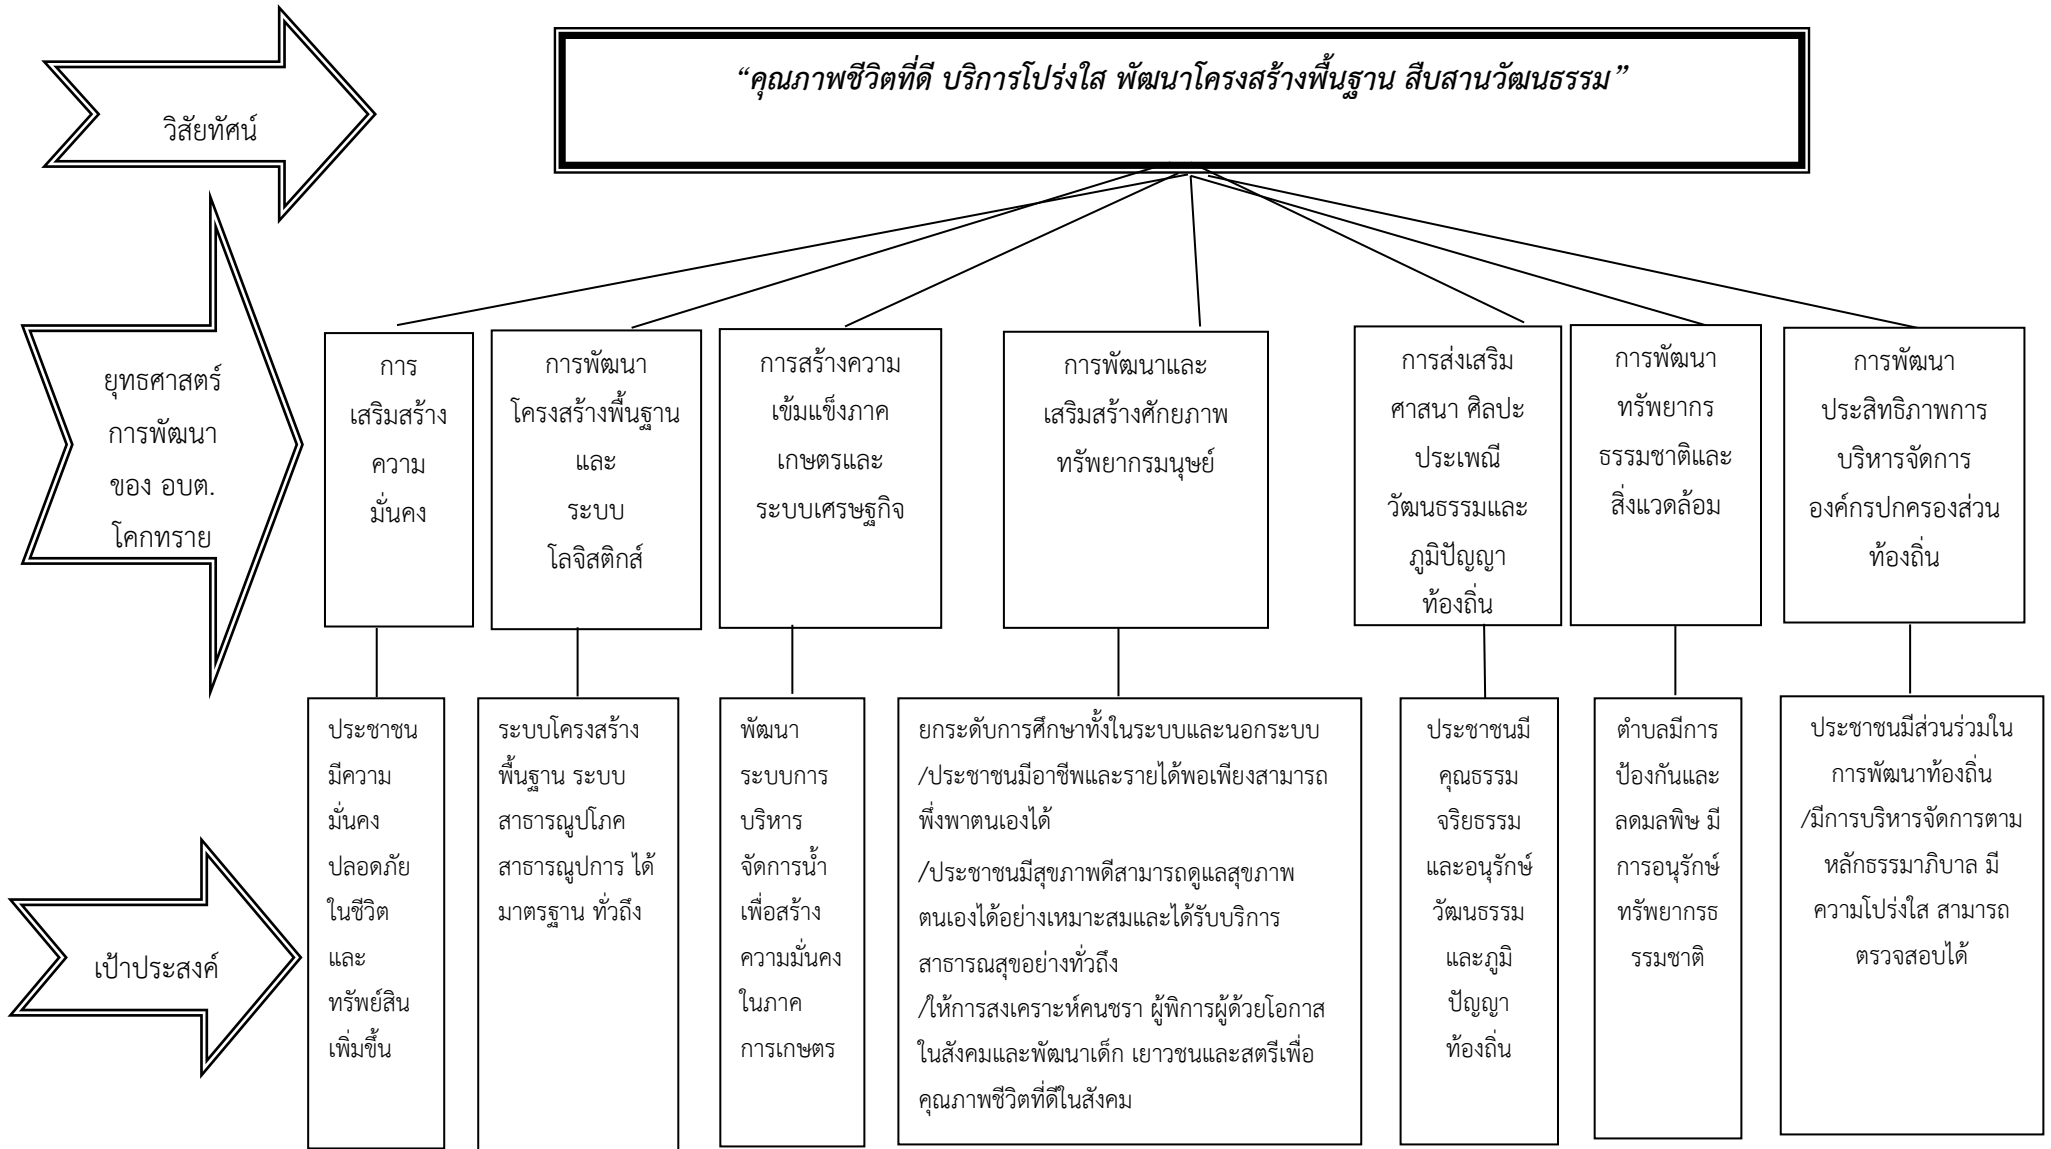 วิสัยทัศน์
“คุณภาพชีวิตที่ดี บริการโปร่งใส พัฒนาโครงสร้างพื้นฐาน สืบสานวัฒนธรรม”
ยุทธศาสตร์
การพัฒนา
ของ อบต.
โคกทราย
การ
เสริมสร้าง
ความ
มั่นคง
การพัฒนา
โครงสร้างพื้นฐาน
และ
ระบบ
โลจิสติกส์
การสร้างความ
เข้มแข็งภาค
เกษตรและ
ระบบเศรษฐกิจ
การพัฒนาและ
เสริมสร้างศักยภาพ
ทรัพยากรมนุษย์
การส่งเสริม
ศาสนา ศิลปะ
ประเพณี
วัฒนธรรมและ
ภูมิปัญญา
ท้องถิ่น
การพัฒนา
ทรัพยากร
ธรรมชาติและ
สิ่งแวดล้อม
การพัฒนา
ประสิทธิภาพการ
บริหารจัดการ
องค์กรปกครองส่วน
ท้องถิ่น
เป้าประสงค์
ประชาชน
มีความ
มั่นคง
ปลอดภัย
ในชีวิต
และ
ทรัพย์สิน
เพิ่มขึ้น
ระบบโครงสร้าง
พื้นฐาน ระบบ
สาธารณูปโภค
สาธารณูปการ ได้
มาตรฐาน ทั่วถึง
พัฒนา
ระบบการ
บริหาร
จัดการน้ำ
เพื่อสร้าง
ความมั่นคง
ในภาค
การเกษตร
ยกระดับการศึกษาทั้งในระบบและนอกระบบ
/ประชาชนมีอาชีพและรายได้พอเพียงสามารถ
พึ่งพาตนเองได้
/ประชาชนมีสุขภาพดีสามารถดูแลสุขภาพ
ตนเองได้อย่างเหมาะสมและได้รับบริการ
สาธารณสุขอย่างทั่วถึง
/ให้การสงเคราะห์คนชรา ผู้พิการผู้ด้วยโอกาส
ในสังคมและพัฒนาเด็ก เยาวชนและสตรีเพื่อ
คุณภาพชีวิตที่ดีในสังคม
ประชาชนมี
คุณธรรม
จริยธรรม
และอนุรักษ์
วัฒนธรรม
และภูมิ
ปัญญา
ท้องถิ่น
ตำบลมีการ
ป้องกันและ
ลดมลพิษ มี
การอนุรักษ์
ทรัพยากรธ
รรมชาติ
ประชาชนมีส่วนร่วมใน
การพัฒนาท้องถิ่น
/มีการบริหารจัดการตาม
หลักธรรมาภิบาล มี
ความโปร่งใส สามารถ
ตรวจสอบได้